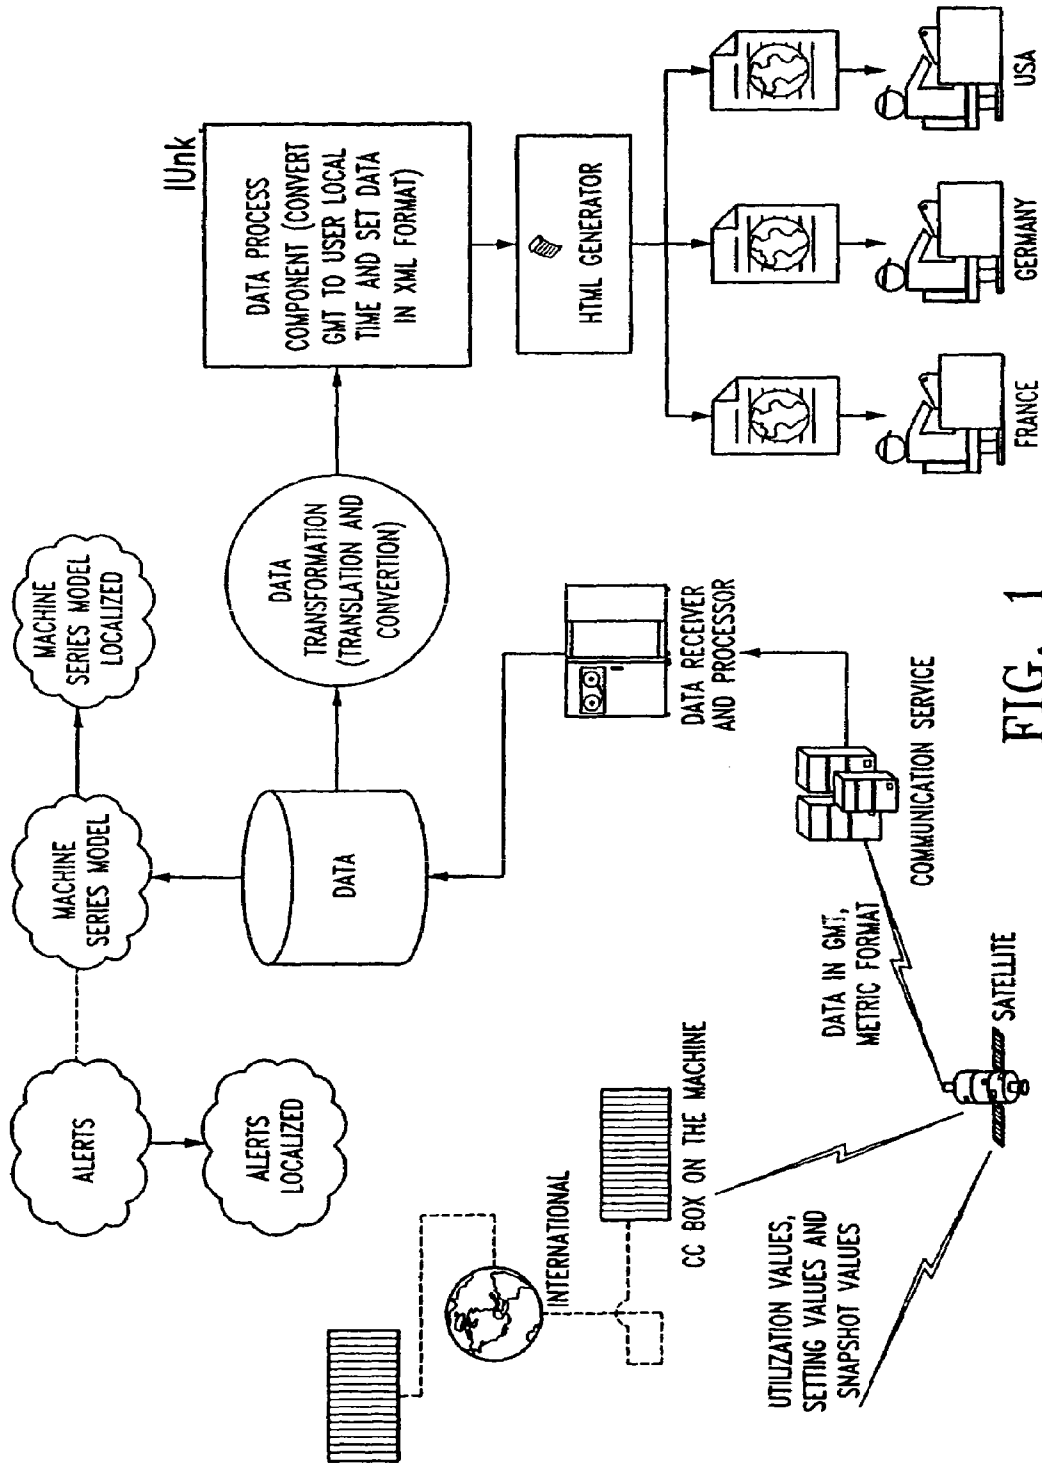 ALERTS
ALERTS
LOCALIZED
MACHINE
SERIES MODEL
MACHINE
SERIES MODEL
LOCALIZED
DATA
DATA
TRANSFORMATION
(TRANSLATION AND
CONVERTION)
IUnk
DATA PROCESS
COMPONENT (CONVERT
GMT TO USER LOCAL
TIME AND SET DATA
IN XML FORMAT)
HTML GENERATOR
INTERNATIONAL
CC BOX ON THE MACHINE
UTILIZATION VALUES,
SETTING VALUES AND
SNAPSHOT VALUES
DATA IN GMT,
METRIC FORMAT
SATELLITE
COMMUNICATION SERVICE
DATA RECEIVER
AND PROCESSOR
FRANCE
GERMANY
USA
FIG. 1